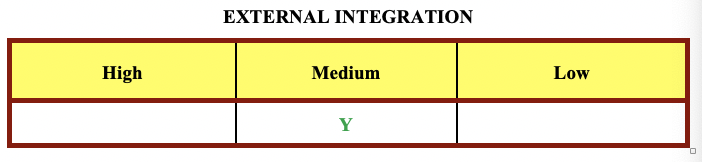 EXTERNAL INTEGRATION
High Medium Low
Y